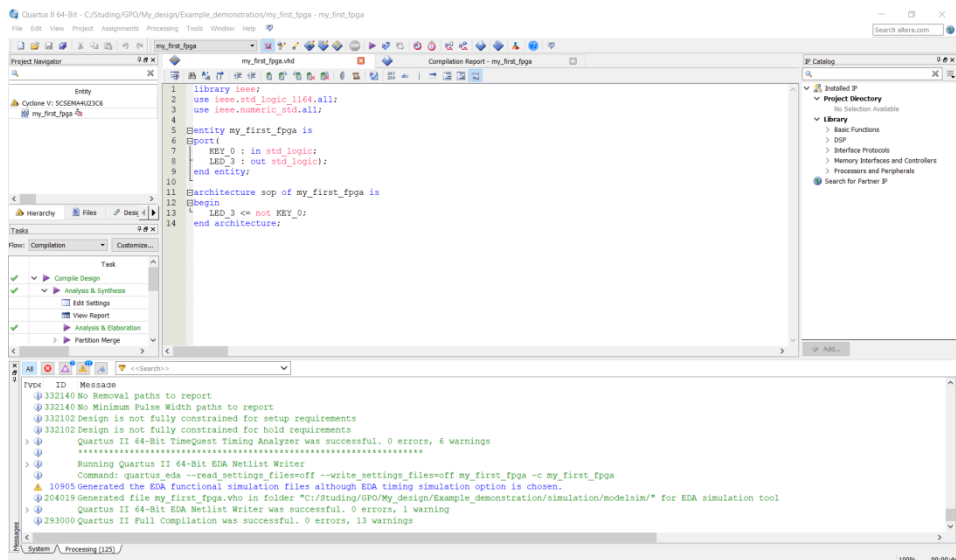 Quartus II 64-Bit - C:/Studing/GPO/My_design/Example_demonstration/my_first_fpga - my_first_fpga
File Edit View Project Assignments Processing Tools Window Help
Search altera.com
my_first_fpga
Project Navigator
my_first_fpga.vhd
Compilation Report - my_first_fpga
IP Catalog
Entity
Cyclone V: 5CSEMA4U23C6
my_first_fpga
Hierarchy Files Desig
Tasks
Flow: Compilation Customize...
Task
Compile Design
Analysis & Synthesis
Edit Settings
View Report
Analysis & Elaboration
Partition Merge
1 library ieee;
2 use ieee.std_logic_1164.all;
3 use ieee.numeric_std.all;
4
5 entity my_first_fpga is
6 port(
7 KEY_0 : in std_logic;
8 LED_3 : out std_logic);
9 end entity;
10
11 architecture sop of my_first_fpga is
12 begin
13 LED_3 <= not KEY_0;
14 end architecture;
Installed IP
Project Directory
No Selection Available
Library
Basic Functions
DSP
Interface Protocols
Memory Interfaces and Controllers
Processors and Peripherals
Search for Partner IP
Add...
All <<Search>>
Type ID Message
332140 No Removal paths to report
332140 No Minimum Pulse Width paths to report
332102 Design is not fully constrained for setup requirements
332102 Design is not fully constrained for hold requirements
Quartus II 64-Bit TimeQuest Timing Analyzer was successful. 0 errors, 6 warnings
*******************************************************************
Running Quartus II 64-Bit EDA Netlist Writer
Command: quartus_eda --read_settings_files=off --write_settings_files=off my_first_fpga -c my_first_fpga
10905 Generated the EDA functional simulation files although EDA timing simulation option is chosen.
204019 Generated file my_first_fpga.vho in folder "C:/Studing/GPO/My_design/Example_demonstration/simulation/modelsim/" for EDA simulation tool
Quartus II 64-Bit EDA Netlist Writer was successful. 0 errors, 1 warning
293000 Quartus II Full Compilation was successful. 0 errors, 13 warnings
Messages
System Processing (125)
100%